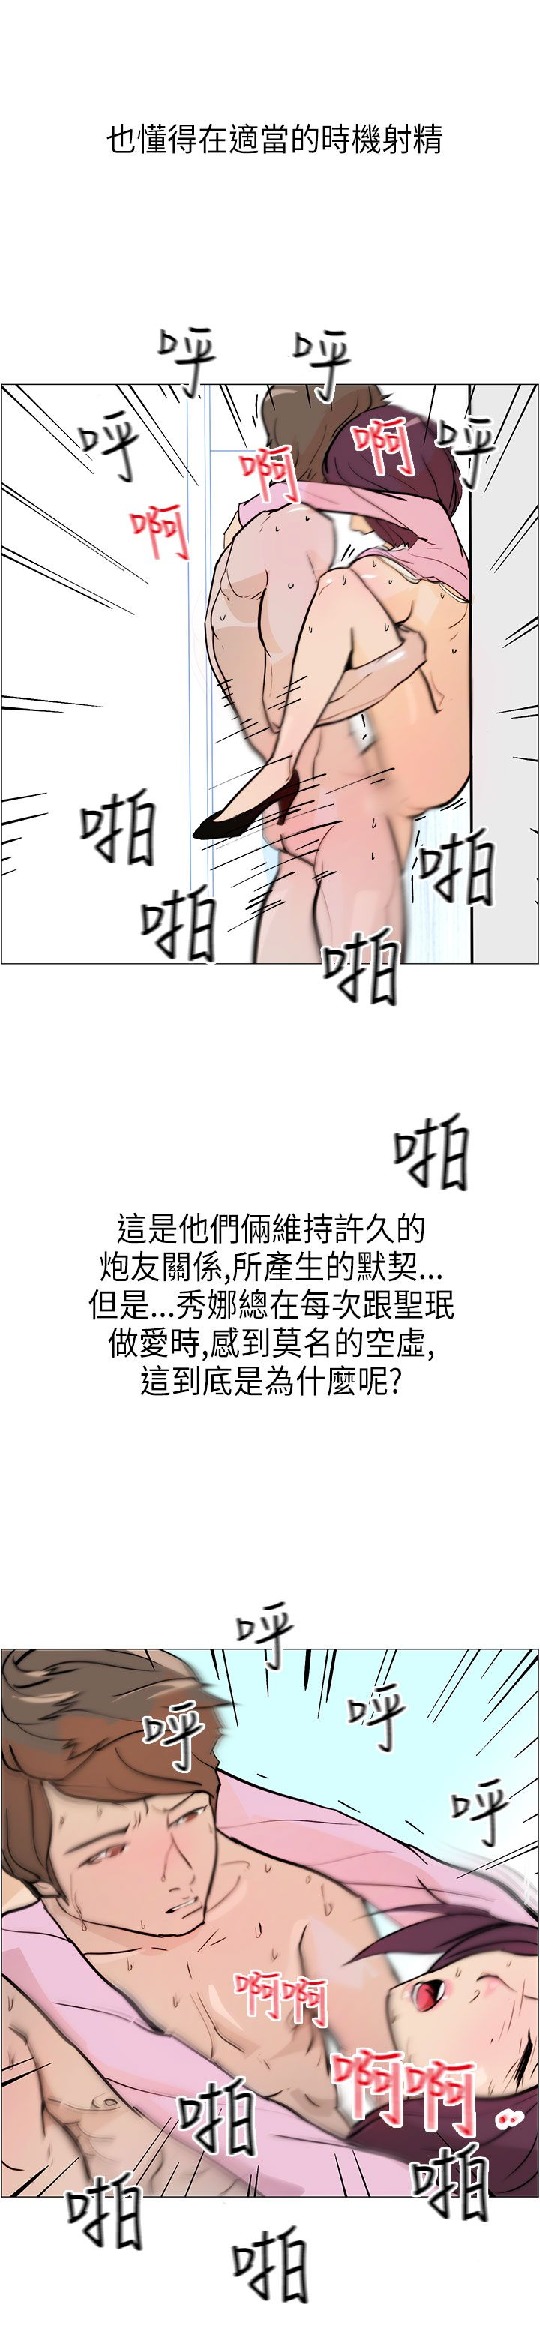 也懂得在適當的時機射精
呼
呼
呼
啊
呼
啊
啊
啪
啪
啪
啪
啪
這是他們倆維持許久的
炮友關係,所產生的默契...
但是...秀娜總在每次跟聖珉
做愛時,感到莫名的空虛,
這到底是為什麼呢?
呼
呼
呼
呼
啊啊
啊啊..
啪
啪
啪
啪